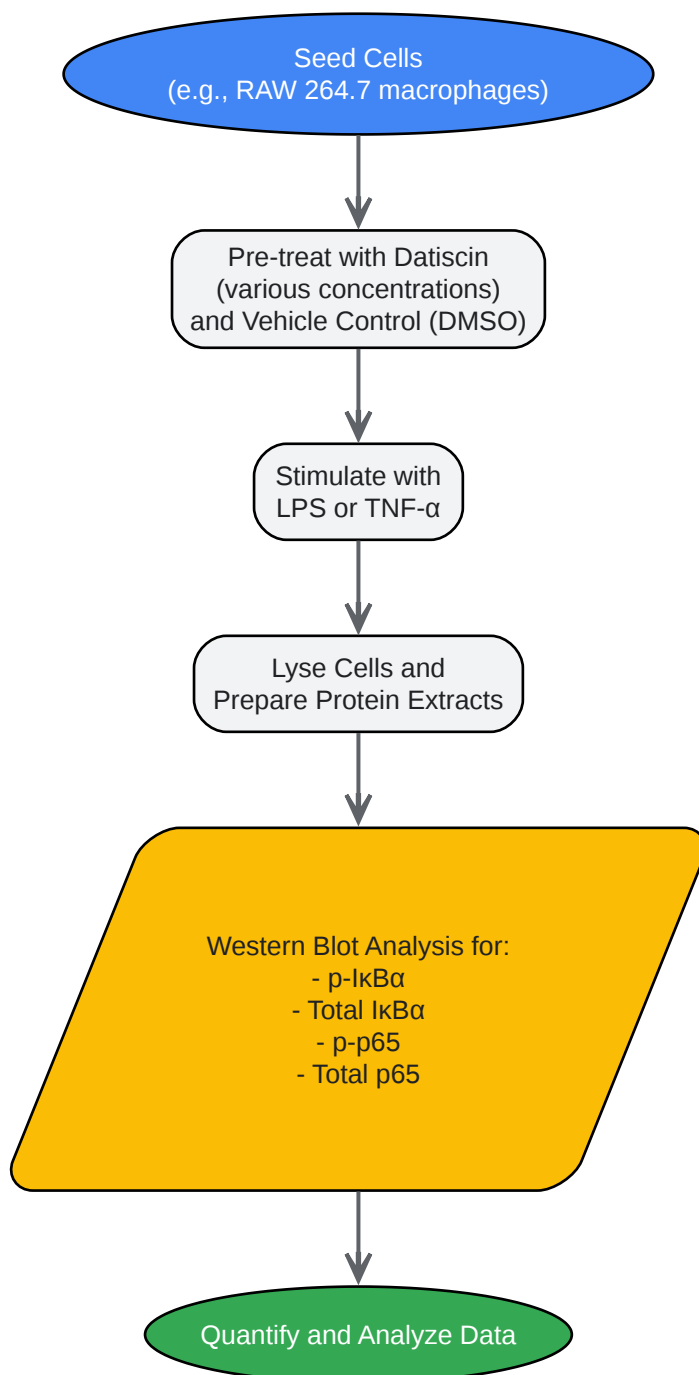 Seed Cells
(e.g., RAW 264.7 macrophages)
Pre-treat with Datiscin
(various concentrations)
and Vehicle Control (DMSO)
Stimulate with
LPS or TNF-α
Lyse Cells and
Prepare Protein Extracts
Western Blot Analysis for:
- p-IκBα
- Total IκBα
- p-p65
- Total p65
Quantify and Analyze Data